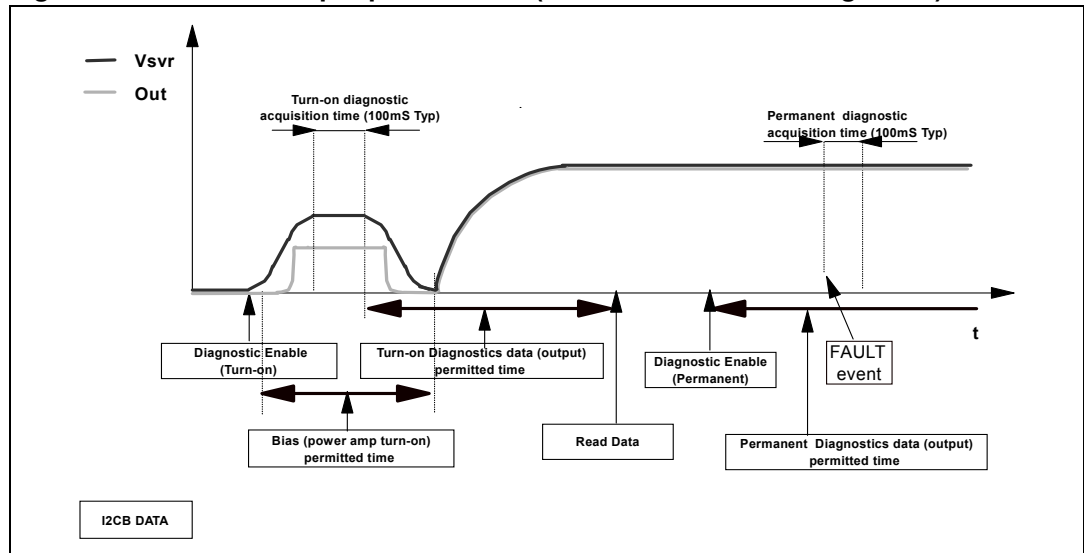 Vsvr
Out
Turn-on diagnostic
acquisition time (100mS Typ)
Permanent diagnostic
acquisition time (100mS Typ)
t
Diagnostic Enable
(Turn-on)
Turn-on Diagnostics data (output)
permitted time
Diagnostic Enable
(Permanent)
FAULT
event
Bias (power amp turn-on)
permitted time
Read Data
Permanent Diagnostics data (output)
permitted time
I2CB DATA